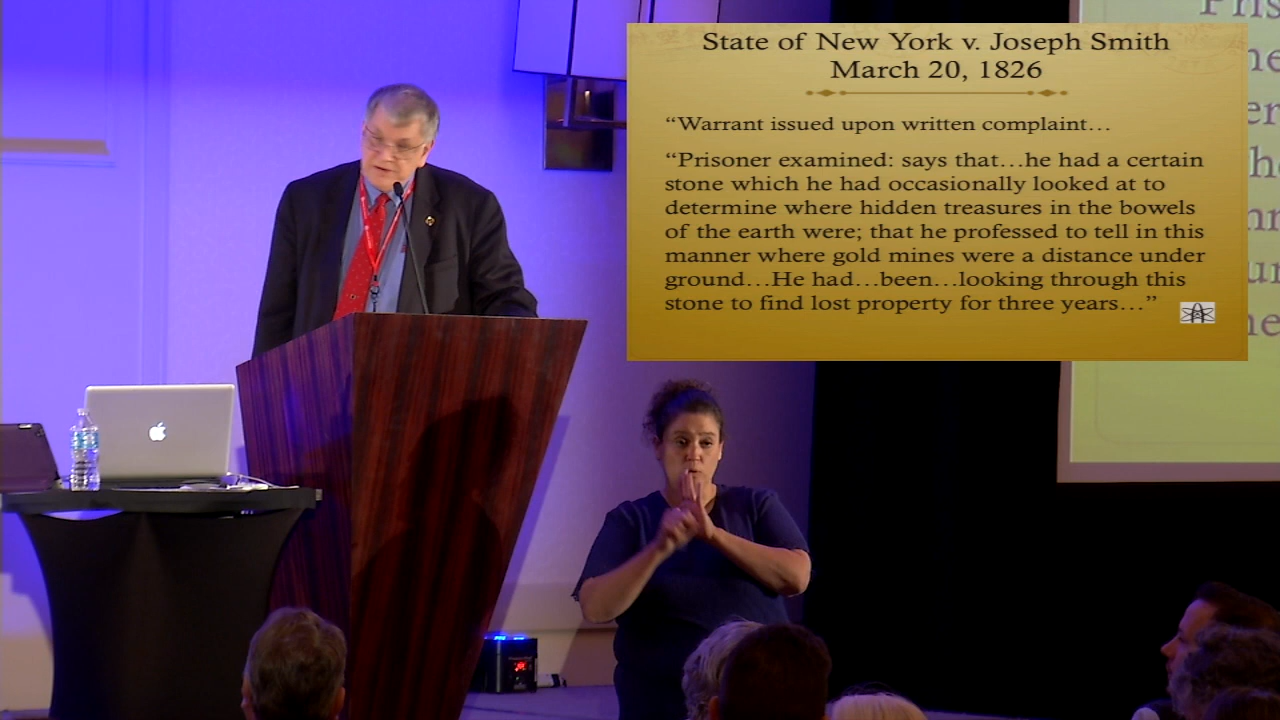 State of New York v. Joseph Smith
March 20, 1826
“Warrant issued upon written complaint…
“Prisoner examined: says that…he had a certain
stone which he had occasionally looked at to
determine where hidden treasures in the bowels
of the earth were; that he professed to tell in this
manner where gold mines were a distance under
ground…He had…been…looking through this
stone to find lost property for three years…”